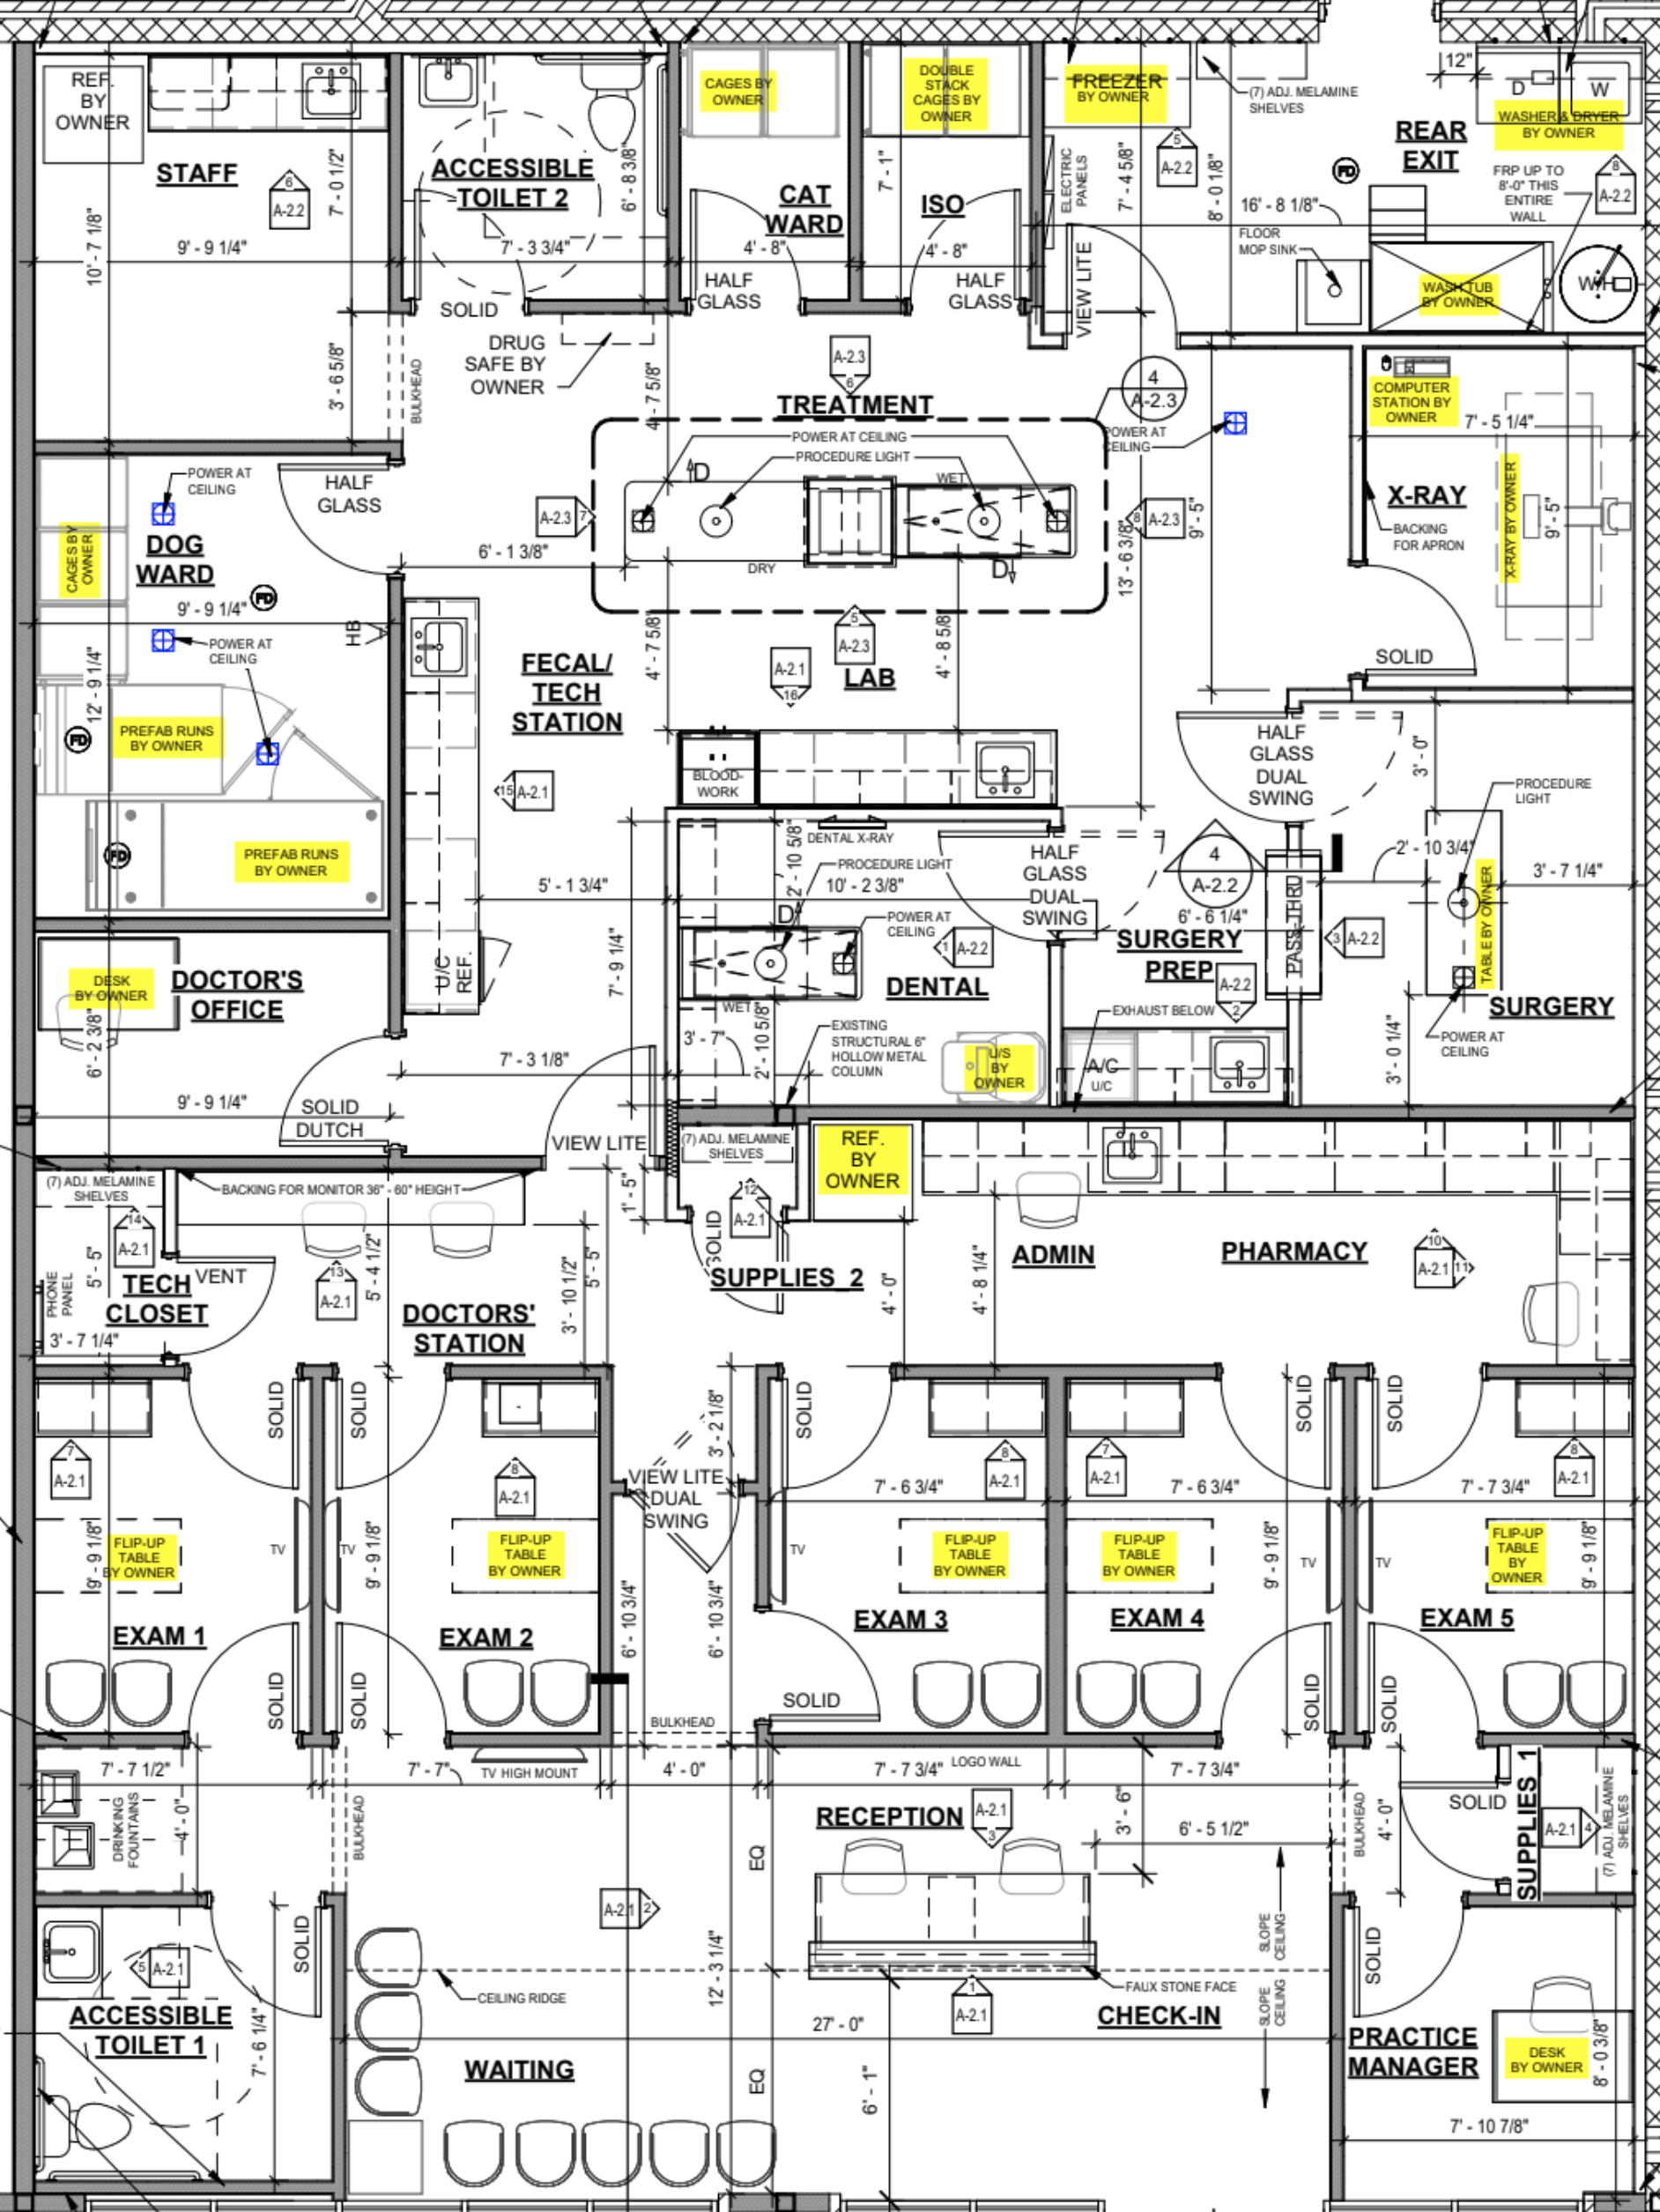 REF.
BY
OWNER
STAFF
6
A-2.2
7' - 0 1/2"
10' - 7 1/8"
9' - 9 1/4"
3' - 6 5/8"
BULKHEAD
ACCESSIBLE
TOILET 2
6' - 8 3/8"
7' - 3 3/4"
SOLID
DRUG
SAFE BY
OWNER
CAGES BY
OWNER
CAT
WARD
4' - 8"
HALF
GLASS
DOUBLE
STACK
CAGES BY
OWNER
7' - 1"
ISO
4' - 8"
HALF
GLASS
FREEZER
BY OWNER
(7) ADJ. MELAMINE
SHELVES
ELECTRIC
PANELS
5
A-2.2
7' - 4 5/8"
8' - 0 1/8"
VIEW LITE
12"
D
W
WASHER & DRYER
BY OWNER
REAR
EXIT
FD
FRP UP TO
8'-0" THIS
ENTIRE
WALL
8
A-2.2
16' - 8 1/8"
FLOOR
MOP SINK
WASH TUB
BY OWNER
WH
A-2.3
6
TREATMENT
4
A-2.3
POWER AT
CEILING
4' - 7 5/8"
POWER AT CEILING
PROCEDURE LIGHT
D
WET
A-2.3
7
8
A-2.3
DRY
D
6' - 1 3/8"
13' - 6 3/8"
9' - 5"
COMPUTER
STATION BY
OWNER
7' - 5 1/4"
X-RAY
BACKING
FOR APRON
X-RAY BY OWNER
9' - 5"
SOLID
POWER AT
CEILING
HALF
GLASS
CAGES BY
OWNER
DOG
WARD
FD
9' - 9 1/4"
HB
POWER AT
CEILING
12' - 9 1/4"
FD
PREFAB RUNS
BY OWNER
FD
PREFAB RUNS
BY OWNER
FECAL/
TECH
STATION
4' - 7 5/8"
5
A-2.3
A-2.1
16
LAB
4' - 8 5/8"
15
A-2.1
BLOOD-
WORK
HALF
GLASS
DUAL
SWING
3' - 0"
PROCEDURE
LIGHT
2' - 10 3/4"
3' - 7 1/4"
TABLE BY OWNER
SURGERY
POWER AT
CEILING
3' - 0 1/4"
3
A-2.2
PASS-THRU
DENTAL X-RAY
2' - 10 5/8"
PROCEDURE LIGHT
10' - 2 3/8"
D
POWER AT
CEILING
5' - 1 3/4"
7' - 9 1/4"
1
A-2.2
DENTAL
WET
2' - 10 5/8"
3' - 7"
EXISTING
STRUCTURAL 6"
HOLLOW METAL
COLUMN
U/S
BY
OWNER
HALF
GLASS
DUAL
SWING
4
A-2.2
6' - 6 1/4"
SURGERY
PREP
A-2.2
2
EXHAUST BELOW
A/C
U/C
U/C
REF.
DESK
BY OWNER
DOCTOR'S
OFFICE
6' - 2 3/8"
9' - 9 1/4"
SOLID
DUTCH
7' - 3 1/8"
VIEW LITE
(7) ADJ. MELAMINE
SHELVES
12
A-2.1
1' - 5"
SOLID
SUPPLIES 2
REF.
BY
OWNER
4' - 0"
4' - 8 1/4"
ADMIN
PHARMACY
10
A-2.1
11
(7) ADJ. MELAMINE
SHELVES
BACKING FOR MONITOR 36" - 60" HEIGHT
14
A-2.1
5' - 5"
PHONE
PANEL
TECH
CLOSET
VENT
3' - 7 1/4"
13
A-2.1
5' - 4 1/2"
DOCTORS'
STATION
3' - 10 1/2"
5' - 5"
SOLID
SOLID
7
A-2.1
FLIP-UP
TABLE
BY OWNER
9' - 9 1/8"
TV
EXAM 1
SOLID
8
A-2.1
FLIP-UP
TABLE
BY OWNER
9' - 9 1/8"
TV
EXAM 2
SOLID
3' - 2 1/8"
VIEW LITE
DUAL
SWING
6' - 10 3/4"
6' - 10 3/4"
BULKHEAD
SOLID
8
A-2.1
7' - 6 3/4"
FLIP-UP
TABLE
BY OWNER
TV
EXAM 3
SOLID
7
A-2.1
7' - 6 3/4"
SOLID
FLIP-UP
TABLE
BY OWNER
9' - 9 1/8"
TV
EXAM 4
SOLID
SOLID
8
A-2.1
7' - 7 3/4"
FLIP-UP
TABLE
BY
OWNER
9' - 9 1/8"
TV
EXAM 5
SOLID
7' - 7 1/2"
DRINKING
FOUNTAINS
4' - 0"
BULKHEAD
7' - 7"
TV HIGH MOUNT
4' - 0"
7' - 7 3/4"
LOGO WALL
7' - 7 3/4"
RECEPTION
A-2.1
3
3' - 6"
6' - 5 1/2"
BULKHEAD
4' - 0"
SOLID
SUPPLIES 1
A-2.1
4
(7) ADJ. MELAMINE
SHELVES
EQ
A-2.1
2
SOLID
5
A-2.1
ACCESSIBLE
TOILET 1
7' - 6 1/4"
CEILING RIDGE
12' - 3 1/4"
1
A-2.1
FAUX STONE FACE
CHECK-IN
SLOPE
CEILING
SLOPE
CEILING
27' - 0"
WAITING
EQ
6' - 1"
SOLID
PRACTICE
MANAGER
DESK
BY OWNER
8' - 0 3/8"
7' - 10 7/8"